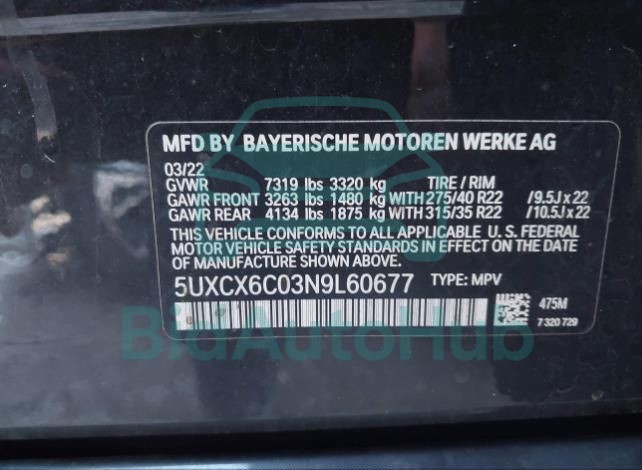 MFD BY BAYERISCHE MOTOREN WERKE AG
03/22
GVWR 7319 lbs 3320 kg TIRE / RIM
GAWR FRONT 3263 lbs 1480 kg WITH 275/40 R22 /9.5J x 22
GAWR REAR 4134 lbs 1875 kg WITH 315/35 R22 /10.5J x 22
THIS VEHICLE CONFORMS TO ALL APPLICABLE U. S. FEDERAL
MOTOR VEHICLE SAFETY STANDARDS IN EFFECT ON THE DATE
OF MANUFACTURE SHOWN ABOVE.
5UXCX6C03N9L60677 TYPE: MPV
475M
7 320 729
BidAutoHub